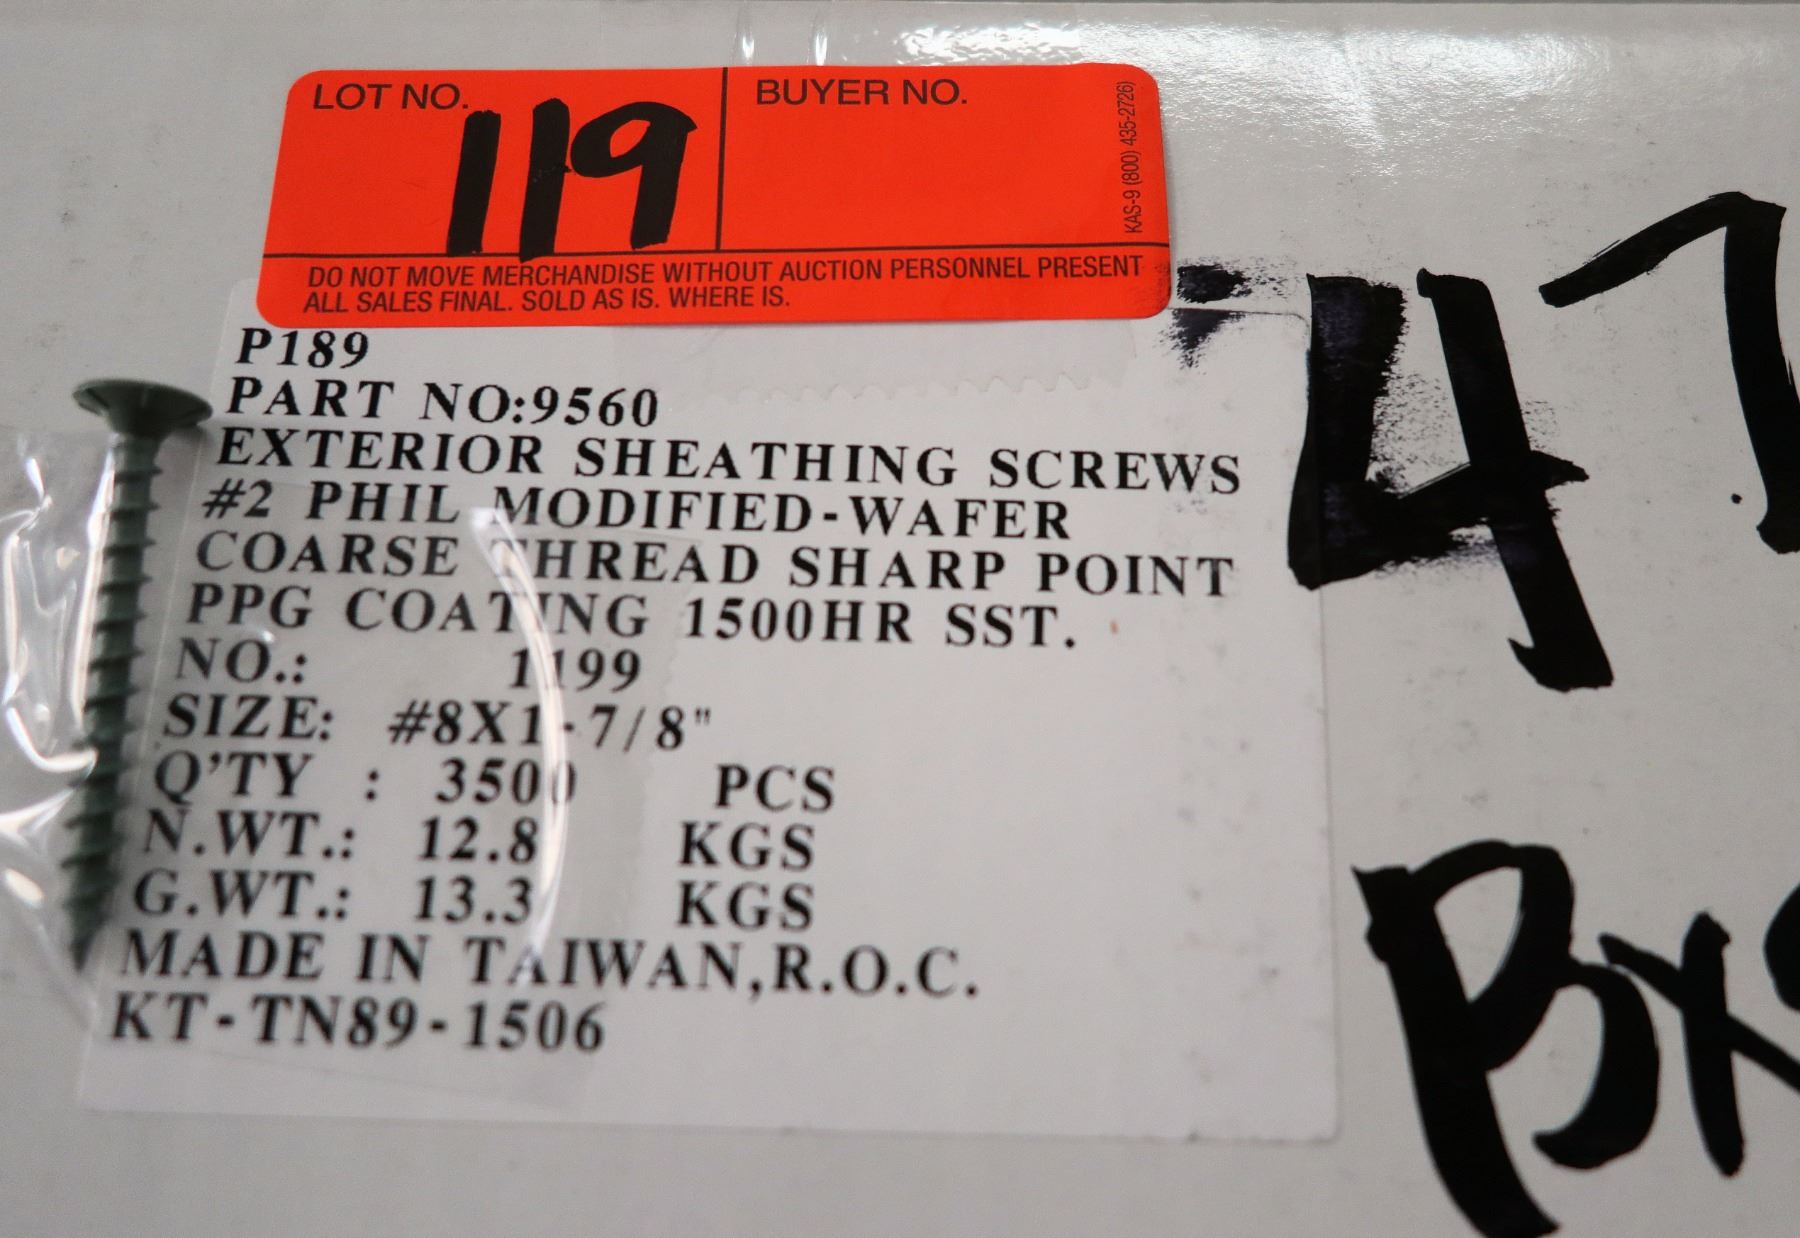 LOT NO. 119
BUYER NO.
KAS-9 (800) 435-2726)
DO NOT MOVE MERCHANDISE WITHOUT AUCTION PERSONNEL PRESENT
ALL SALES FINAL. SOLD AS IS. WHERE IS.
P189
PART NO:9560
EXTERIOR SHEATHING SCREWS
#2 PHIL MODIFIED-WAFER
COARSE THREAD SHARP POINT
PPG COATING 1500HR SST.
NO.: 1199
SIZE: #8X1-7/8"
Q'TY : 3500 PCS
N.WT.: 12.8 KGS
G.WT.: 13.3 KGS
MADE IN TAIWAN,R.O.C.
KT-TN89-1506
47